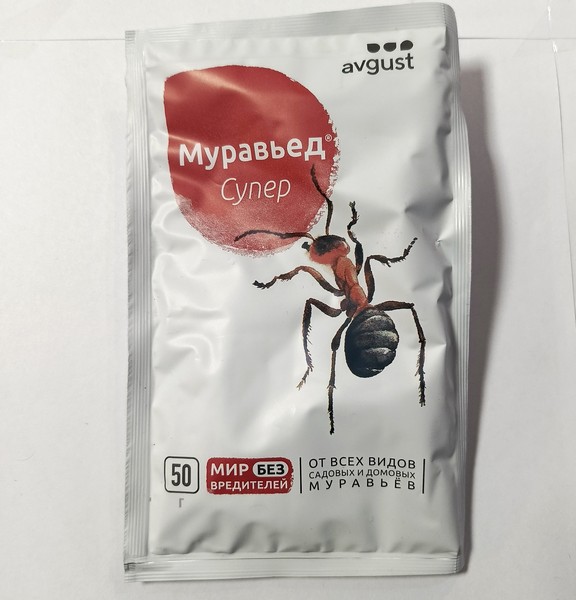 avgust
Муравьед®
Супер
50
г
МИР БЕЗ
ВРЕДИТЕЛЕЙ
ОТ ВСЕХ ВИДОВ
САДОВЫХ И ДОМОВЫХ
МУРАВЬЁВ